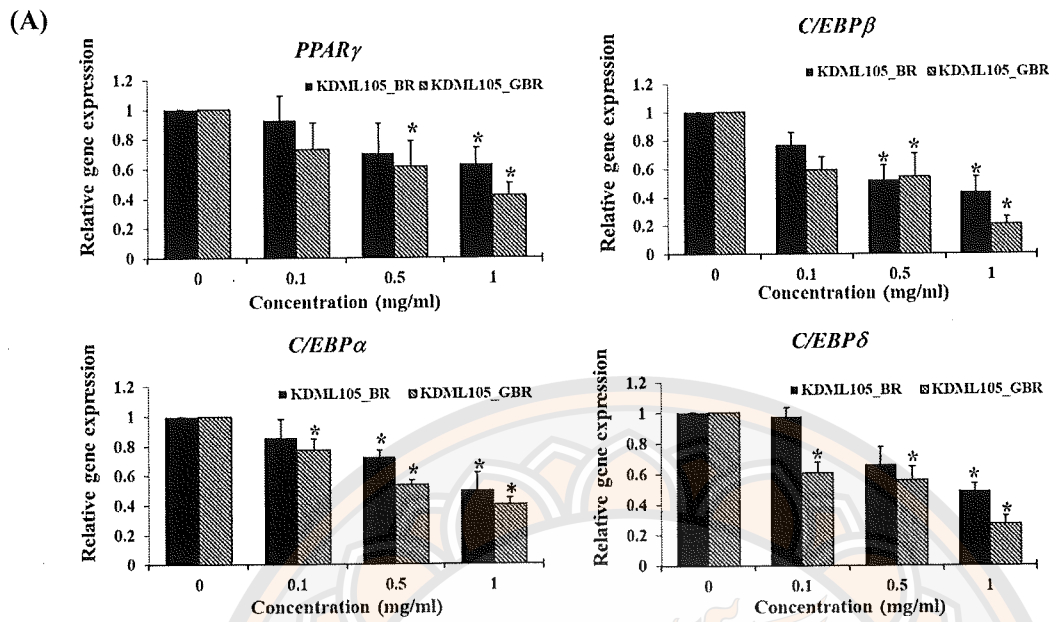 (A)
PPARγ
Relative gene expression
■ KDML105_BR ▧ KDML105_GBR
1.2
1
0.8
0.6
0.4
0.2
0
* * *
0 0.1 0.5 1
Concentration (mg/ml)
C/EBPβ
Relative gene expression
■ KDML105_BR ▧ KDML105_GBR
1.2
1
0.8
0.6
0.4
0.2
0
* * * *
0 0.1 0.5 1
Concentration (mg/ml)
C/EBPα
Relative gene expression
■ KDML105_BR ▧ KDML105_GBR
1.2
1
0.8
0.6
0.4
0.2
0
* * * * *
0 0.1 0.5 1
Concentration (mg/ml)
C/EBPδ
Relative gene expression
■ KDML105_BR ▧ KDML105_GBR
1.2
1
0.8
0.6
0.4
0.2
0
* * * *
0 0.1 0.5 1
Concentration (mg/ml)